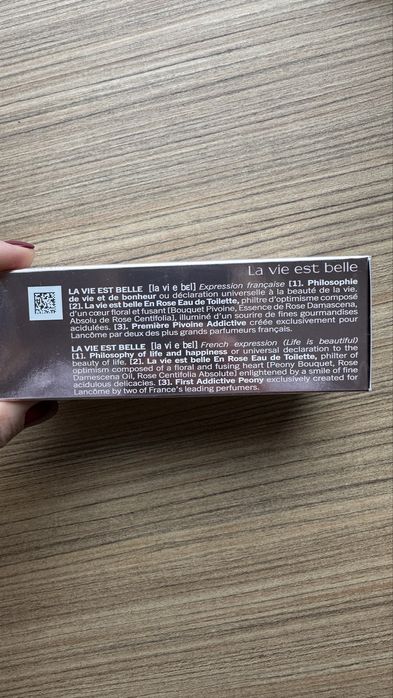 La vie est belle
LA VIE EST BELLE [la vi e bɛl] Expression française [1]. Philosophie
de vie et de bonheur ou déclaration universelle à la beauté de la vie.
[2]. La vie est belle En Rose Eau de Toilette, philtre d'optimisme composé
d'un cœur floral et fusant [Bouquet Pivoine, Essence de Rose Damascena,
Absolu de Rose Centifolia], illuminé d'un sourire de fines gourmandises
acidulées. [3]. Première Pivoine Addictive créée exclusivement pour
Lancôme par deux des plus grands parfumeurs français.
LA VIE EST BELLE [la vi e bɛl] French expression (Life is beautiful)
[1]. Philosophy of life and happiness or universal declaration to the
beauty of life. [2]. La vie est belle En Rose Eau de Toilette, philter of
optimism composed of a floral and fusing heart [Peony Bouquet, Rose
Damescena Oil, Rose Centifolia Absolute] enlightened by a smile of fine
acidulous delicacies. [3]. First Addictive Peony exclusively created for
Lancôme by two of France's leading perfumers.